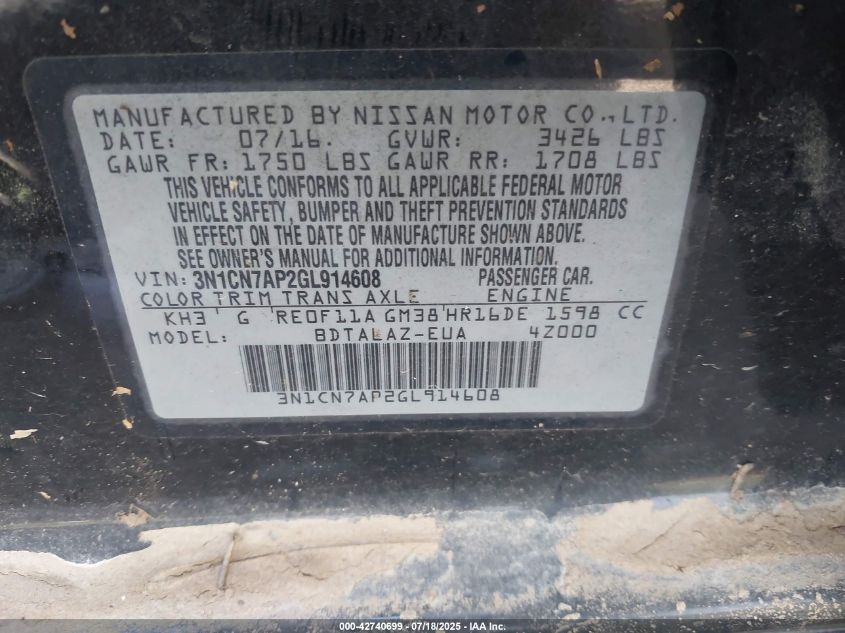 MANUFACTURED BY NISSAN MOTOR CO., LTD.
DATE: 07/16. GVWR: 3426 LBS
GAWR FR: 1750 LBS GAWR RR: 1708 LBS
THIS VEHICLE CONFORMS TO ALL APPLICABLE FEDERAL MOTOR
VEHICLE SAFETY, BUMPER AND THEFT PREVENTION STANDARDS
IN EFFECT ON THE DATE OF MANUFACTURE SHOWN ABOVE.
SEE OWNER'S MANUAL FOR ADDITIONAL INFORMATION.
VIN: 3N1CN7AP2GL914608 PASSENGER CAR.
COLOR TRIM TRANS AXLE ENGINE
KH3 G RE0F11A GM38 HR16DE 1598 CC
MODEL: BDTALAZ-EUA 4Z000
3N1CN7AP2GL914608
000-42740699 - 07/18/2025 - IAA Inc.